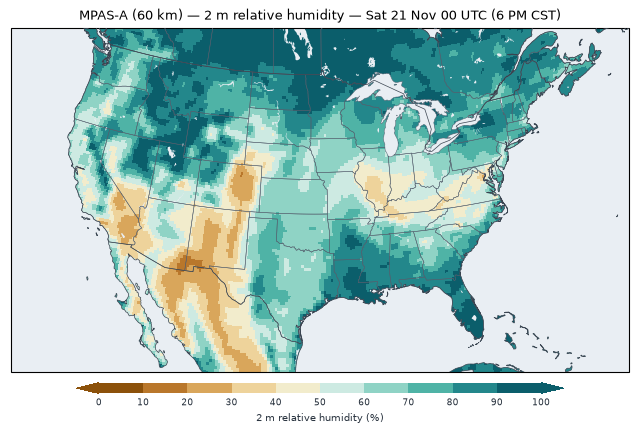 MPAS-A (60 km) — 2 m relative humidity — Sat 21 Nov 00 UTC (6 PM CST)
0 10 20 30 40 50 60 70 80 90 100
2 m relative humidity (%)